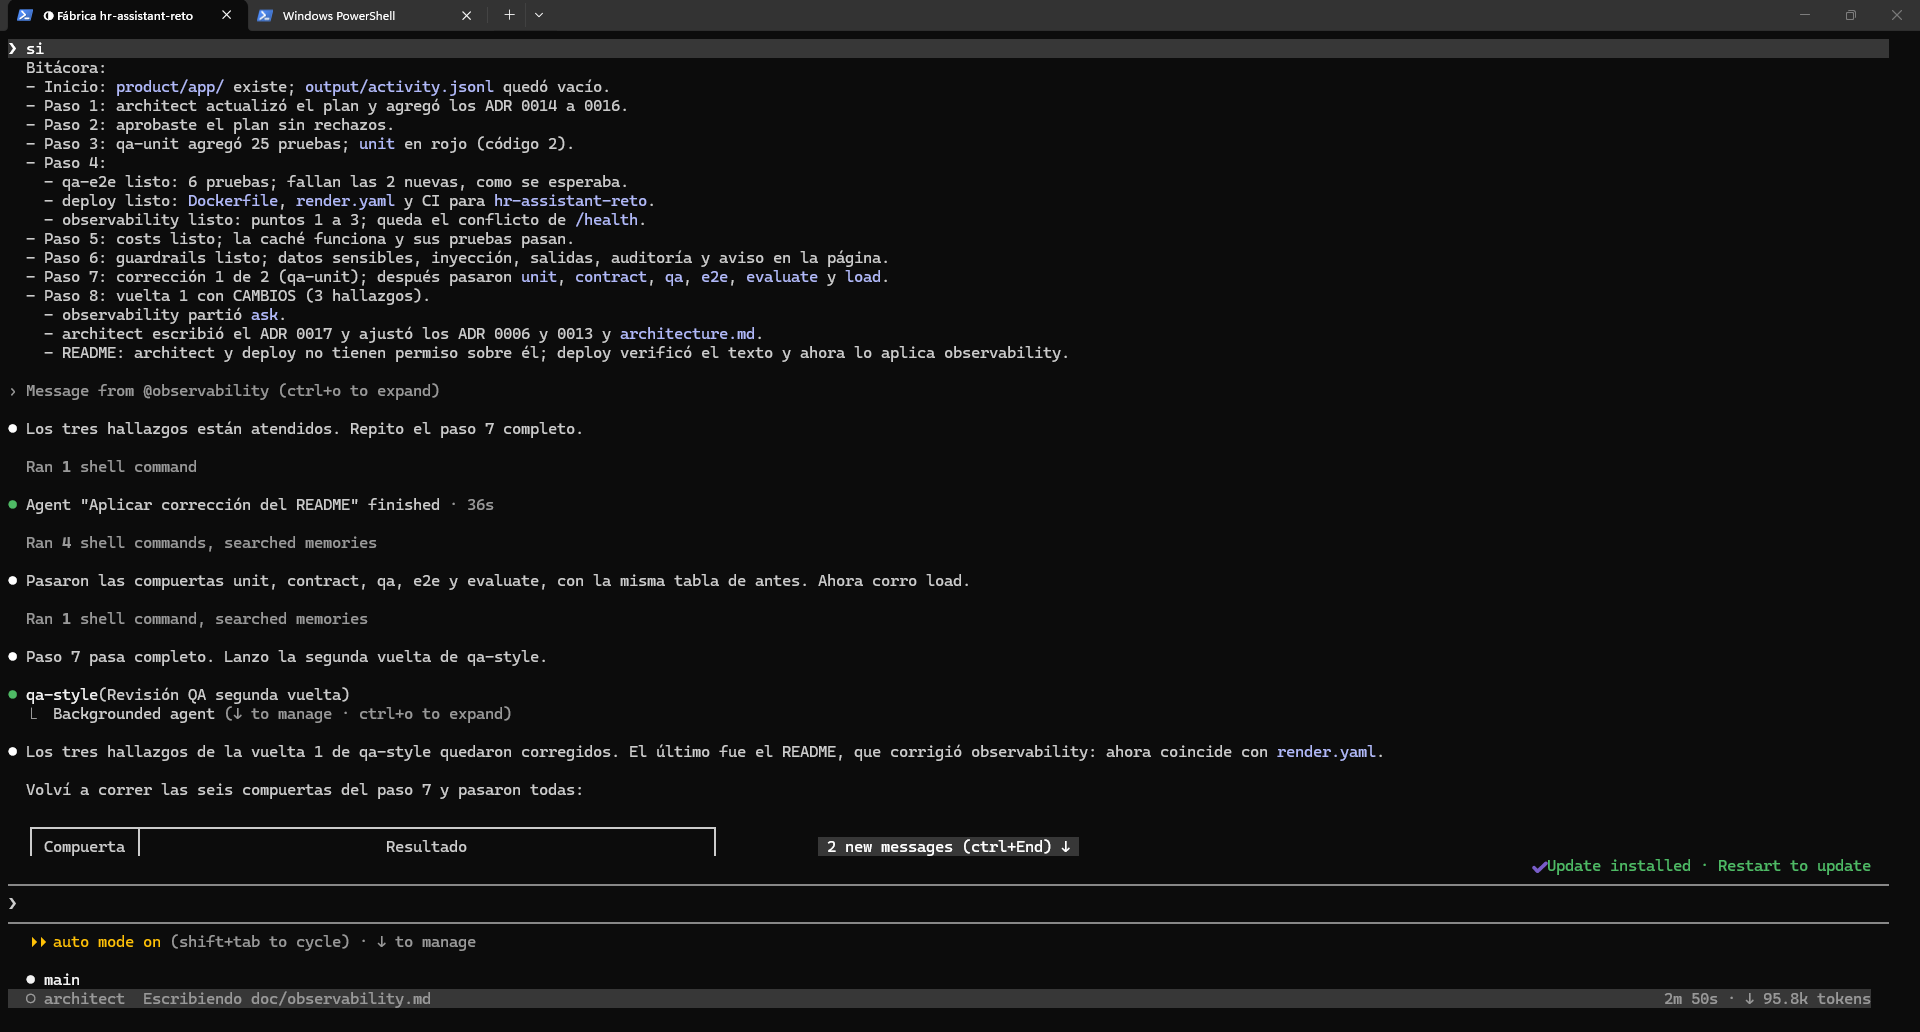 Fábrica hr-assistant-reto
Windows PowerShell
❯ si
Bitácora:
- Inicio: product/app/ existe; output/activity.jsonl quedó vacío.
- Paso 1: architect actualizó el plan y agregó los ADR 0014 a 0016.
- Paso 2: aprobaste el plan sin rechazos.
- Paso 3: qa-unit agregó 25 pruebas; unit en rojo (código 2).
- Paso 4:
- qa-e2e listo: 6 pruebas; fallan las 2 nuevas, como se esperaba.
- deploy listo: Dockerfile, render.yaml y CI para hr-assistant-reto.
- observability listo: puntos 1 a 3; queda el conflicto de /health.
- Paso 5: costs listo; la caché funciona y sus pruebas pasan.
- Paso 6: guardrails listo; datos sensibles, inyección, salidas, auditoría y aviso en la página.
- Paso 7: corrección 1 de 2 (qa-unit); después pasaron unit, contract, qa, e2e, evaluate y load.
- Paso 8: vuelta 1 con CAMBIOS (3 hallazgos).
- observability partió ask.
- architect escribió el ADR 0017 y ajustó los ADR 0006 y 0013 y architecture.md.
- README: architect y deploy no tienen permiso sobre él; deploy verificó el texto y ahora lo aplica observability.
› Message from @observability (ctrl+o to expand)
● Los tres hallazgos están atendidos. Repito el paso 7 completo.
Ran 1 shell command
● Agent "Aplicar corrección del README" finished · 36s
Ran 4 shell commands, searched memories
● Pasaron las compuertas unit, contract, qa, e2e y evaluate, con la misma tabla de antes. Ahora corro load.
Ran 1 shell command, searched memories
● Paso 7 pasa completo. Lanzo la segunda vuelta de qa-style.
● qa-style(Revisión QA segunda vuelta)
Backgrounded agent (↓ to manage · ctrl+o to expand)
● Los tres hallazgos de la vuelta 1 de qa-style quedaron corregidos. El último fue el README, que corrigió observability: ahora coincide con render.yaml.
Volví a correr las seis compuertas del paso 7 y pasaron todas:
Compuerta Resultado
2 new messages (ctrl+End) ↓
✓Update installed · Restart to update
❯
⏵⏵ auto mode on (shift+tab to cycle) · ↓ to manage
● main
○ architect Escribiendo doc/observability.md 2m 50s · ↓ 95.8k tokens